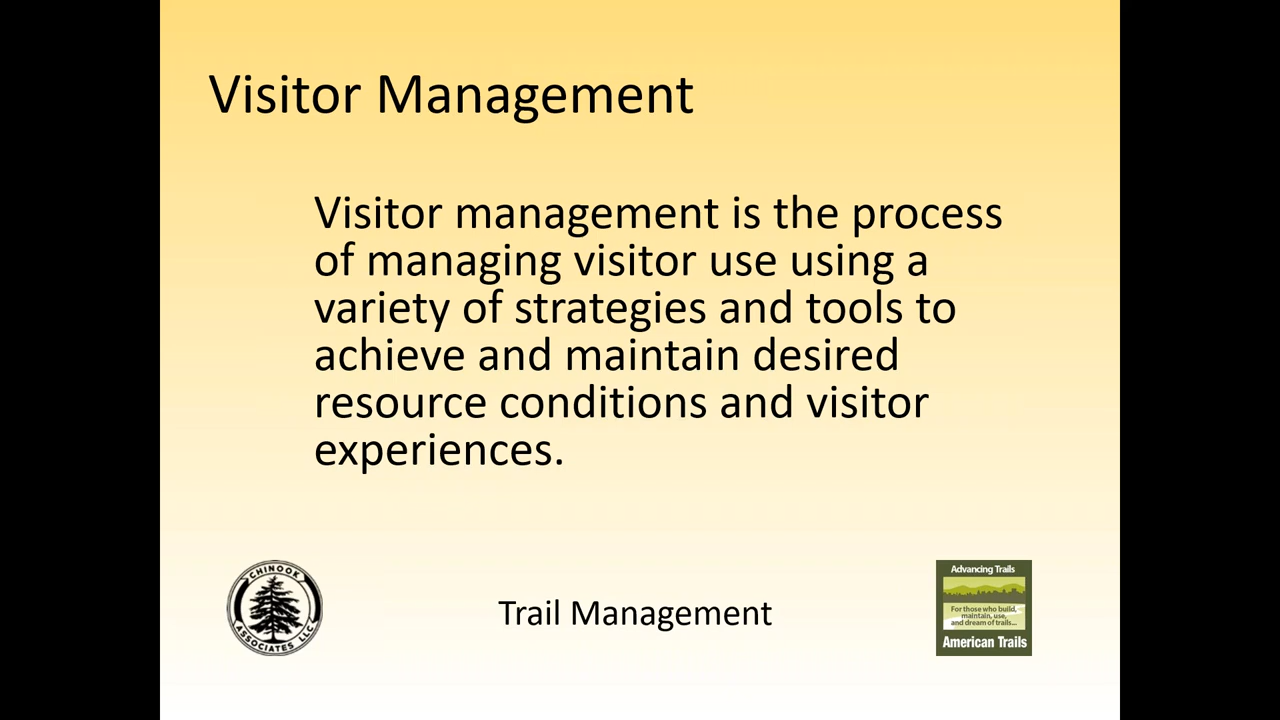 Visitor Management
Visitor management is the process
of managing visitor use using a
variety of strategies and tools to
achieve and maintain desired
resource conditions and visitor
experiences.
CHINOOK
ASSOCIATES, LLC
Trail Management
Advancing Trails
For those who build,
maintain, use,
and dream of trails...
American Trails